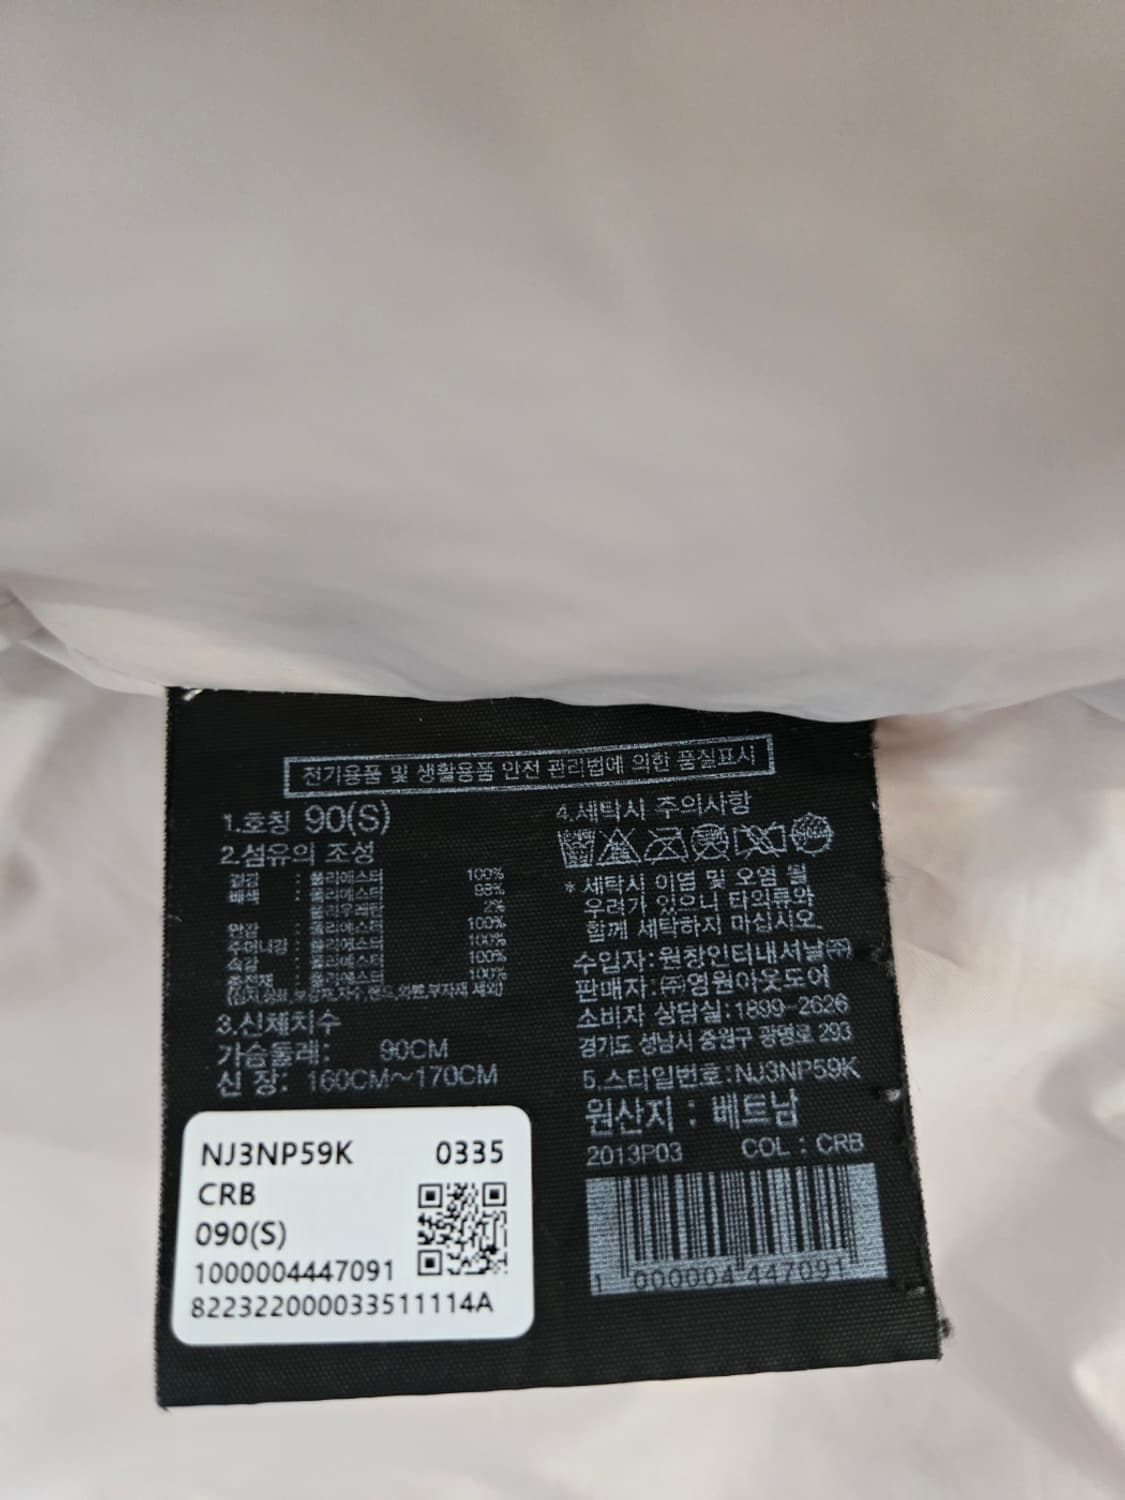 전기용품 및 생활용품 안전 관리법에 의한 품질표시
1.호칭 90(S)
2.섬유의 조성
겉감 : 폴리에스터 100%
배색 : 폴리에스터 98%
폴리우레탄 2%
안감 : 폴리에스터 100%
주머니감 : 폴리에스터 100%
속감 : 폴리에스터 100%
충전재 : 폴리에스터 100%
3.신체치수
가슴둘레: 90CM
신 장: 160CM~170CM
4.세탁시 주의사항
* 세탁시 이염 및 오염 될
우려가 있으니 타의류와
함께 세탁하지 마십시오.
수입자:원창인터내셔날㈜
판매자:㈜영원아웃도어
소비자 상담실:1899-2626
경기도 성남시 중원구 광명로 293
5.스타일번호:NJ3NP59K
원산지 : 베트남
2013P03 COL : CRB
1 000004 447091
NJ3NP59K 0335
CRB
090(S)
1000004447091
822322000033511114A